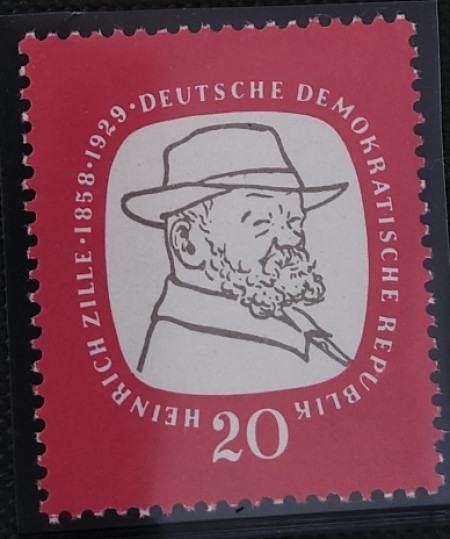 HEINRICH ZILLE · 1858 · 1929 · DEUTSCHE DEMOKRATISCHE REPUBLIK
20